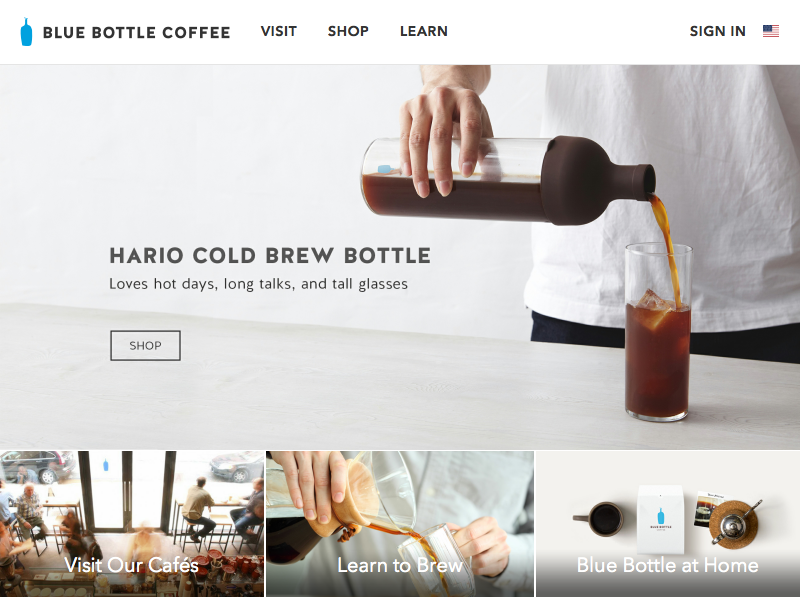 BLUE BOTTLE COFFEE
VISIT
SHOP
LEARN
SIGN IN
HARIO COLD BREW BOTTLE
Loves hot days, long talks, and tall glasses
SHOP
Visit Our Cafés
Learn to Brew
Blue Bottle at Home